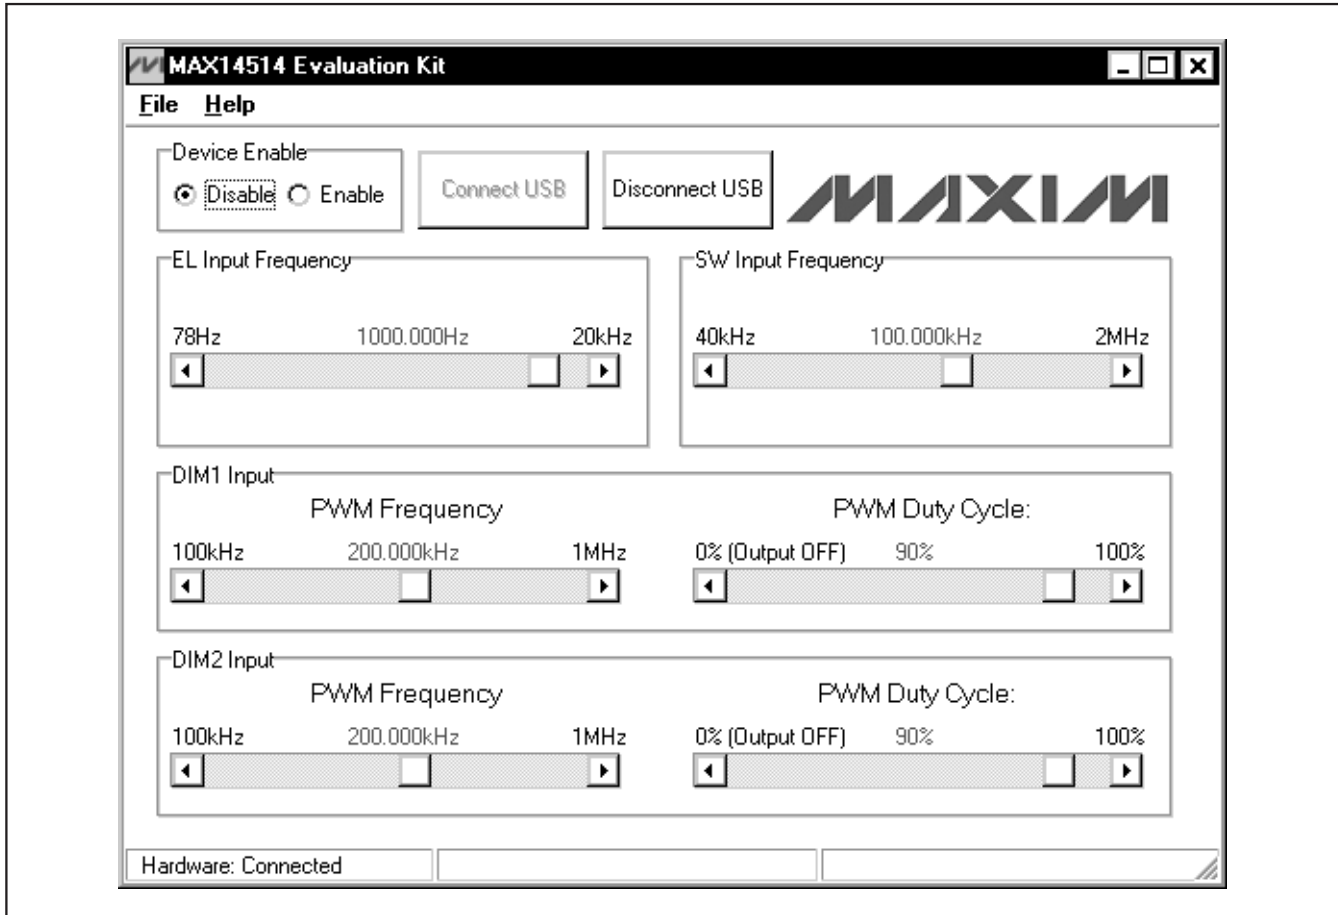 MAX14514 Evaluation Kit
File Help
Device Enable
Disable Enable
Connect USB
Disconnect USB
MAXIM
EL Input Frequency
78Hz 1000.000Hz 20kHz
SW Input Frequency
40kHz 100.000kHz 2MHz
DIM1 Input
PWM Frequency PWM Duty Cycle:
100kHz 200.000kHz 1MHz 0% (Output OFF) 90% 100%
DIM2 Input
PWM Frequency PWM Duty Cycle:
100kHz 200.000kHz 1MHz 0% (Output OFF) 90% 100%
Hardware: Connected